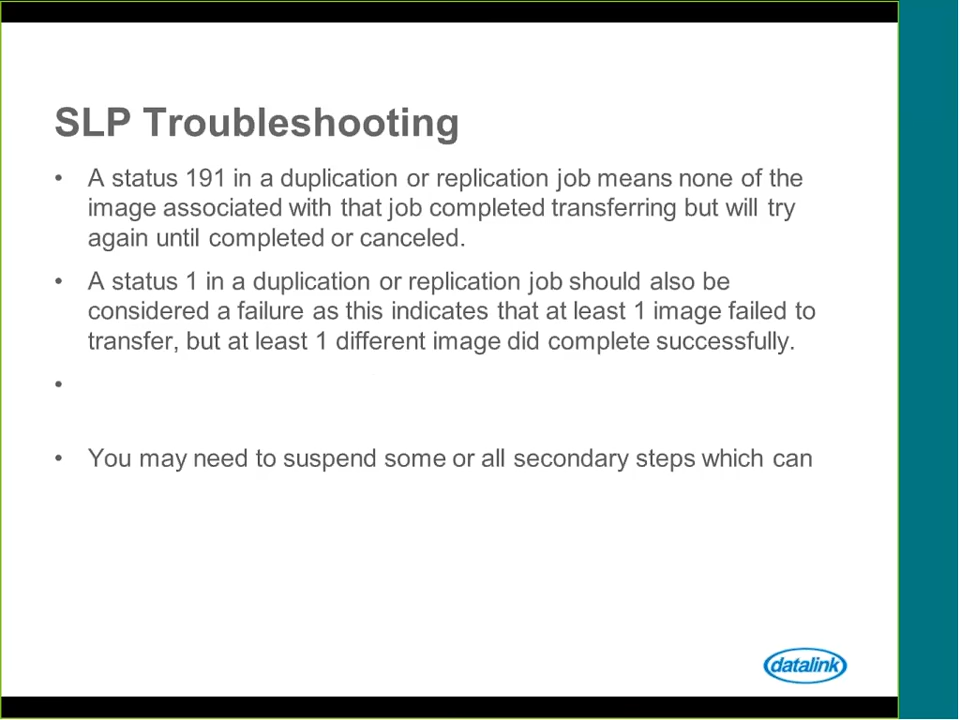 SLP Troubleshooting
• A status 191 in a duplication or replication job means none of the
image associated with that job completed transferring but will try
again until completed or canceled.
• A status 1 in a duplication or replication job should also be
considered a failure as this indicates that at least 1 image failed to
transfer, but at least 1 different image did complete successfully.
•
• You may need to suspend some or all secondary steps which can
datalink